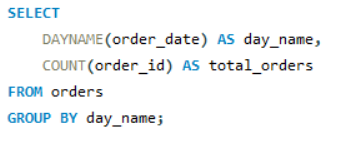 SELECT
    DAYNAME(order_date) AS day_name,
    COUNT(order_id) AS total_orders
FROM orders
GROUP BY day_name;